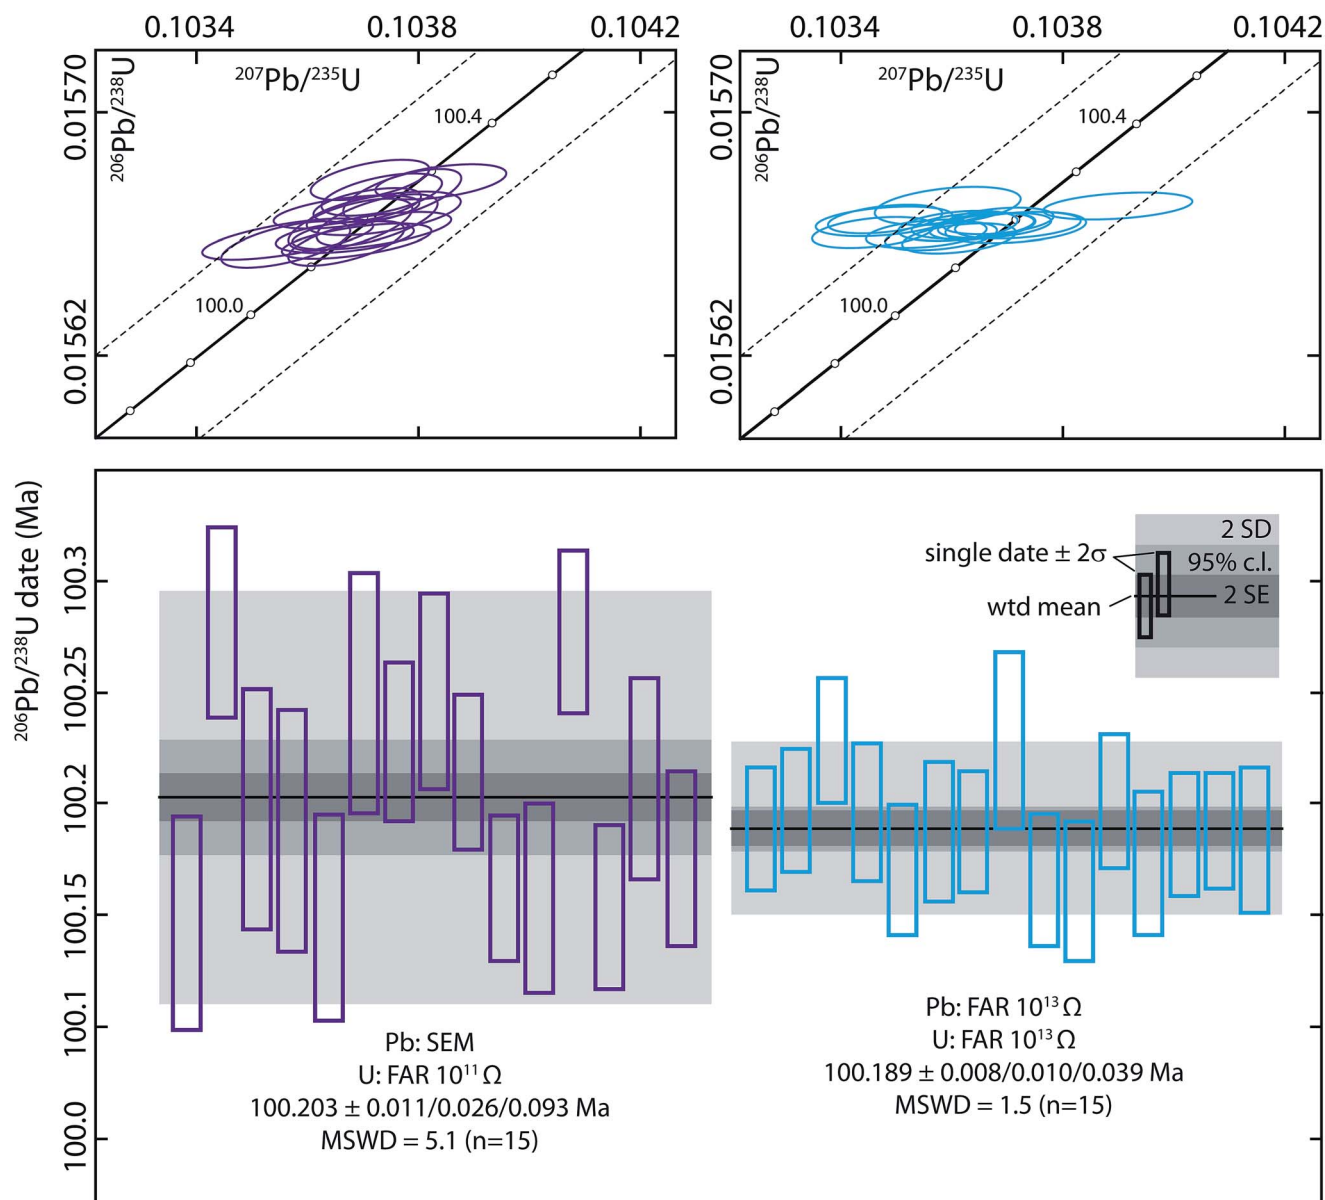 0.1034 0.1038 0.1042
0.1034 0.1038 0.1042
²⁰⁷Pb/²³⁵U
²⁰⁶Pb/²³⁸U
0.01570
0.01562
100.4
100.0
²⁰⁷Pb/²³⁵U
²⁰⁶Pb/²³⁸U
0.01570
0.01562
100.4
100.0
²⁰⁶Pb/²³⁸U date (Ma)
100.3
100.25
100.2
100.15
100.1
100.0
2 SD
single date ± 2σ
95% c.l.
wtd mean
2 SE
Pb: SEM
U: FAR 10¹¹ Ω
100.203 ± 0.011/0.026/0.093 Ma
MSWD = 5.1 (n=15)
Pb: FAR 10¹³ Ω
U: FAR 10¹³ Ω
100.189 ± 0.008/0.010/0.039 Ma
MSWD = 1.5 (n=15)